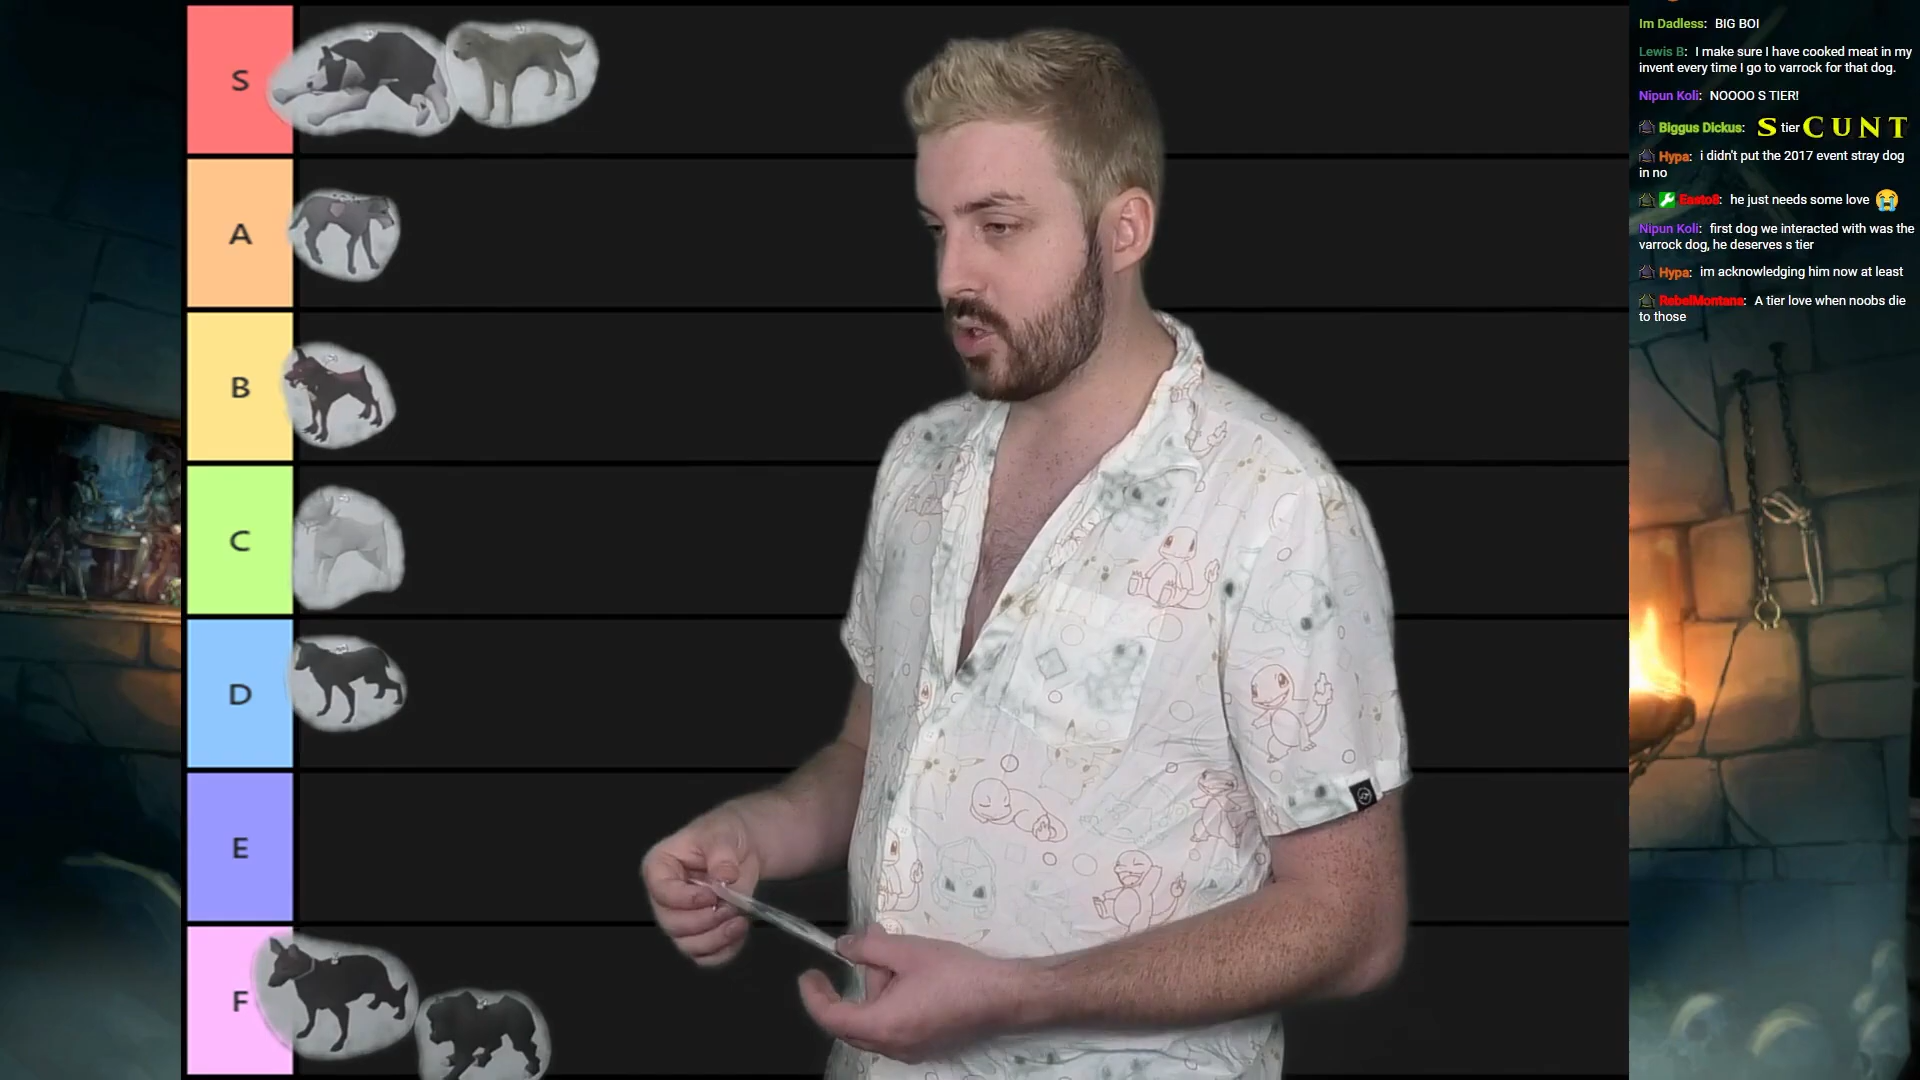 S
A
B
C
D
E
F
Im Dadless: BIG BOI
Lewis B: I make sure I have cooked meat in my
invent every time I go to varrock for that dog.
Nipun Koli: NOOOO S TIER!
Biggus Dickus: S tier C U N T
Hypa: i didn't put the 2017 event stray dog
in no
Easto8: he just needs some love 😭
Nipun Koli: first dog we interacted with was the
varrock dog, he deserves s tier
Hypa: im acknowledging him now at least
RebelMontana: A tier love when noobs die
to those